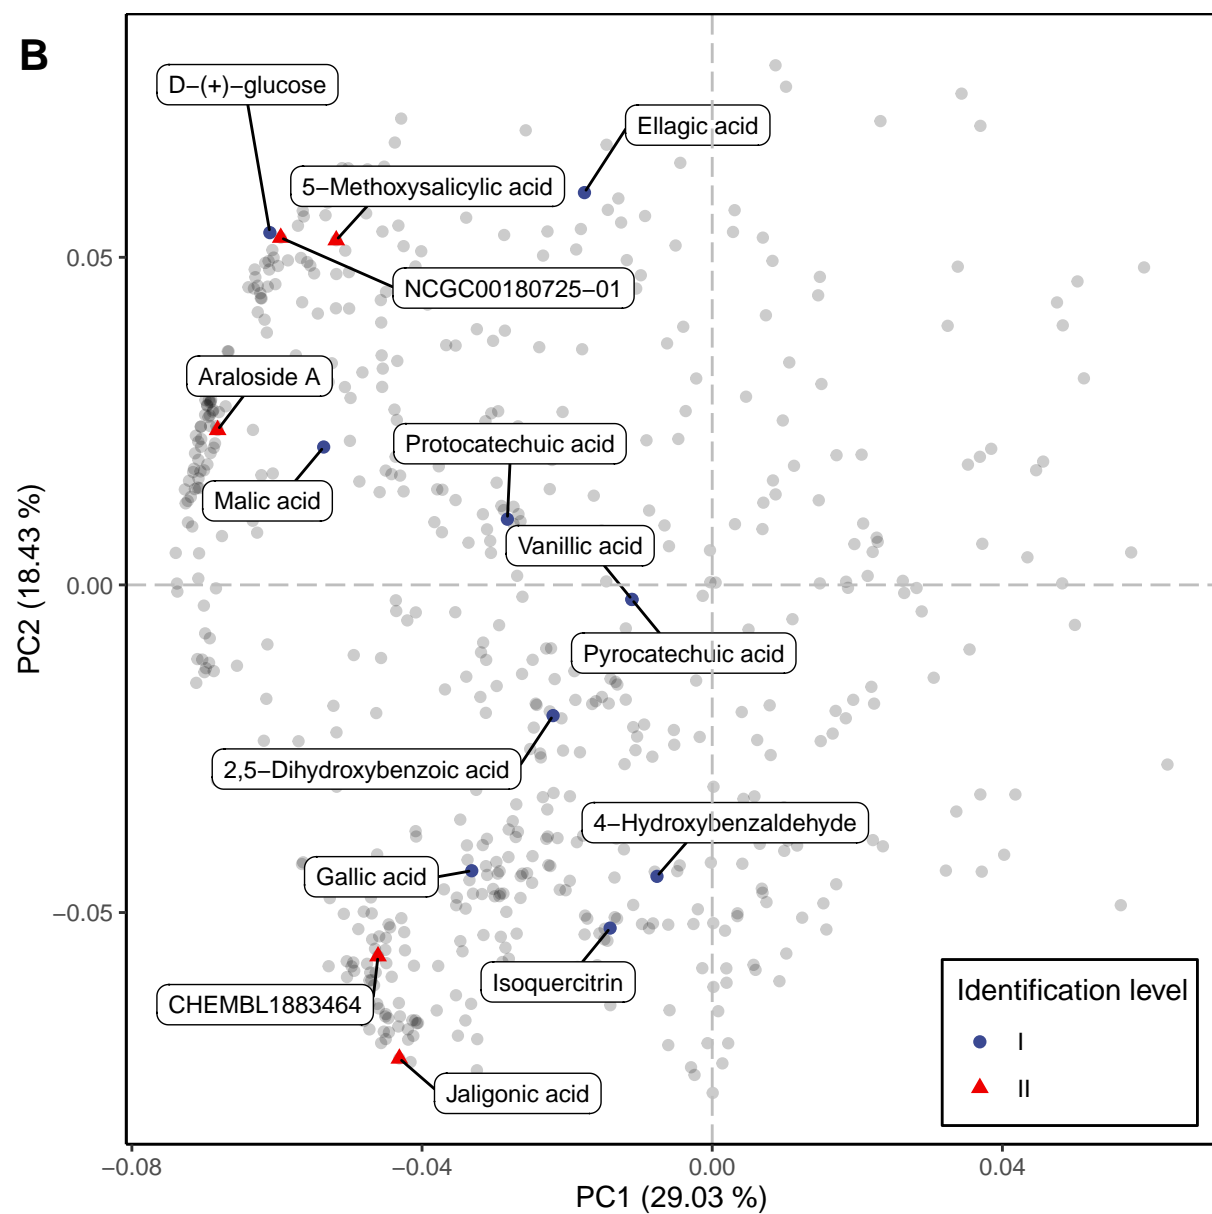 B
D−(+)−glucose
Ellagic acid
5−Methoxysalicylic acid
NCGC00180725−01
Araloside A
Protocatechuic acid
Malic acid
Vanillic acid
Pyrocatechuic acid
2,5−Dihydroxybenzoic acid
4−Hydroxybenzaldehyde
Gallic acid
Isoquercitrin
CHEMBL1883464
Jaligonic acid
Identification level
I
II
0.05
0.00
−0.05
PC2 (18.43 %)
−0.08
−0.04
0.00
0.04
PC1 (29.03 %)